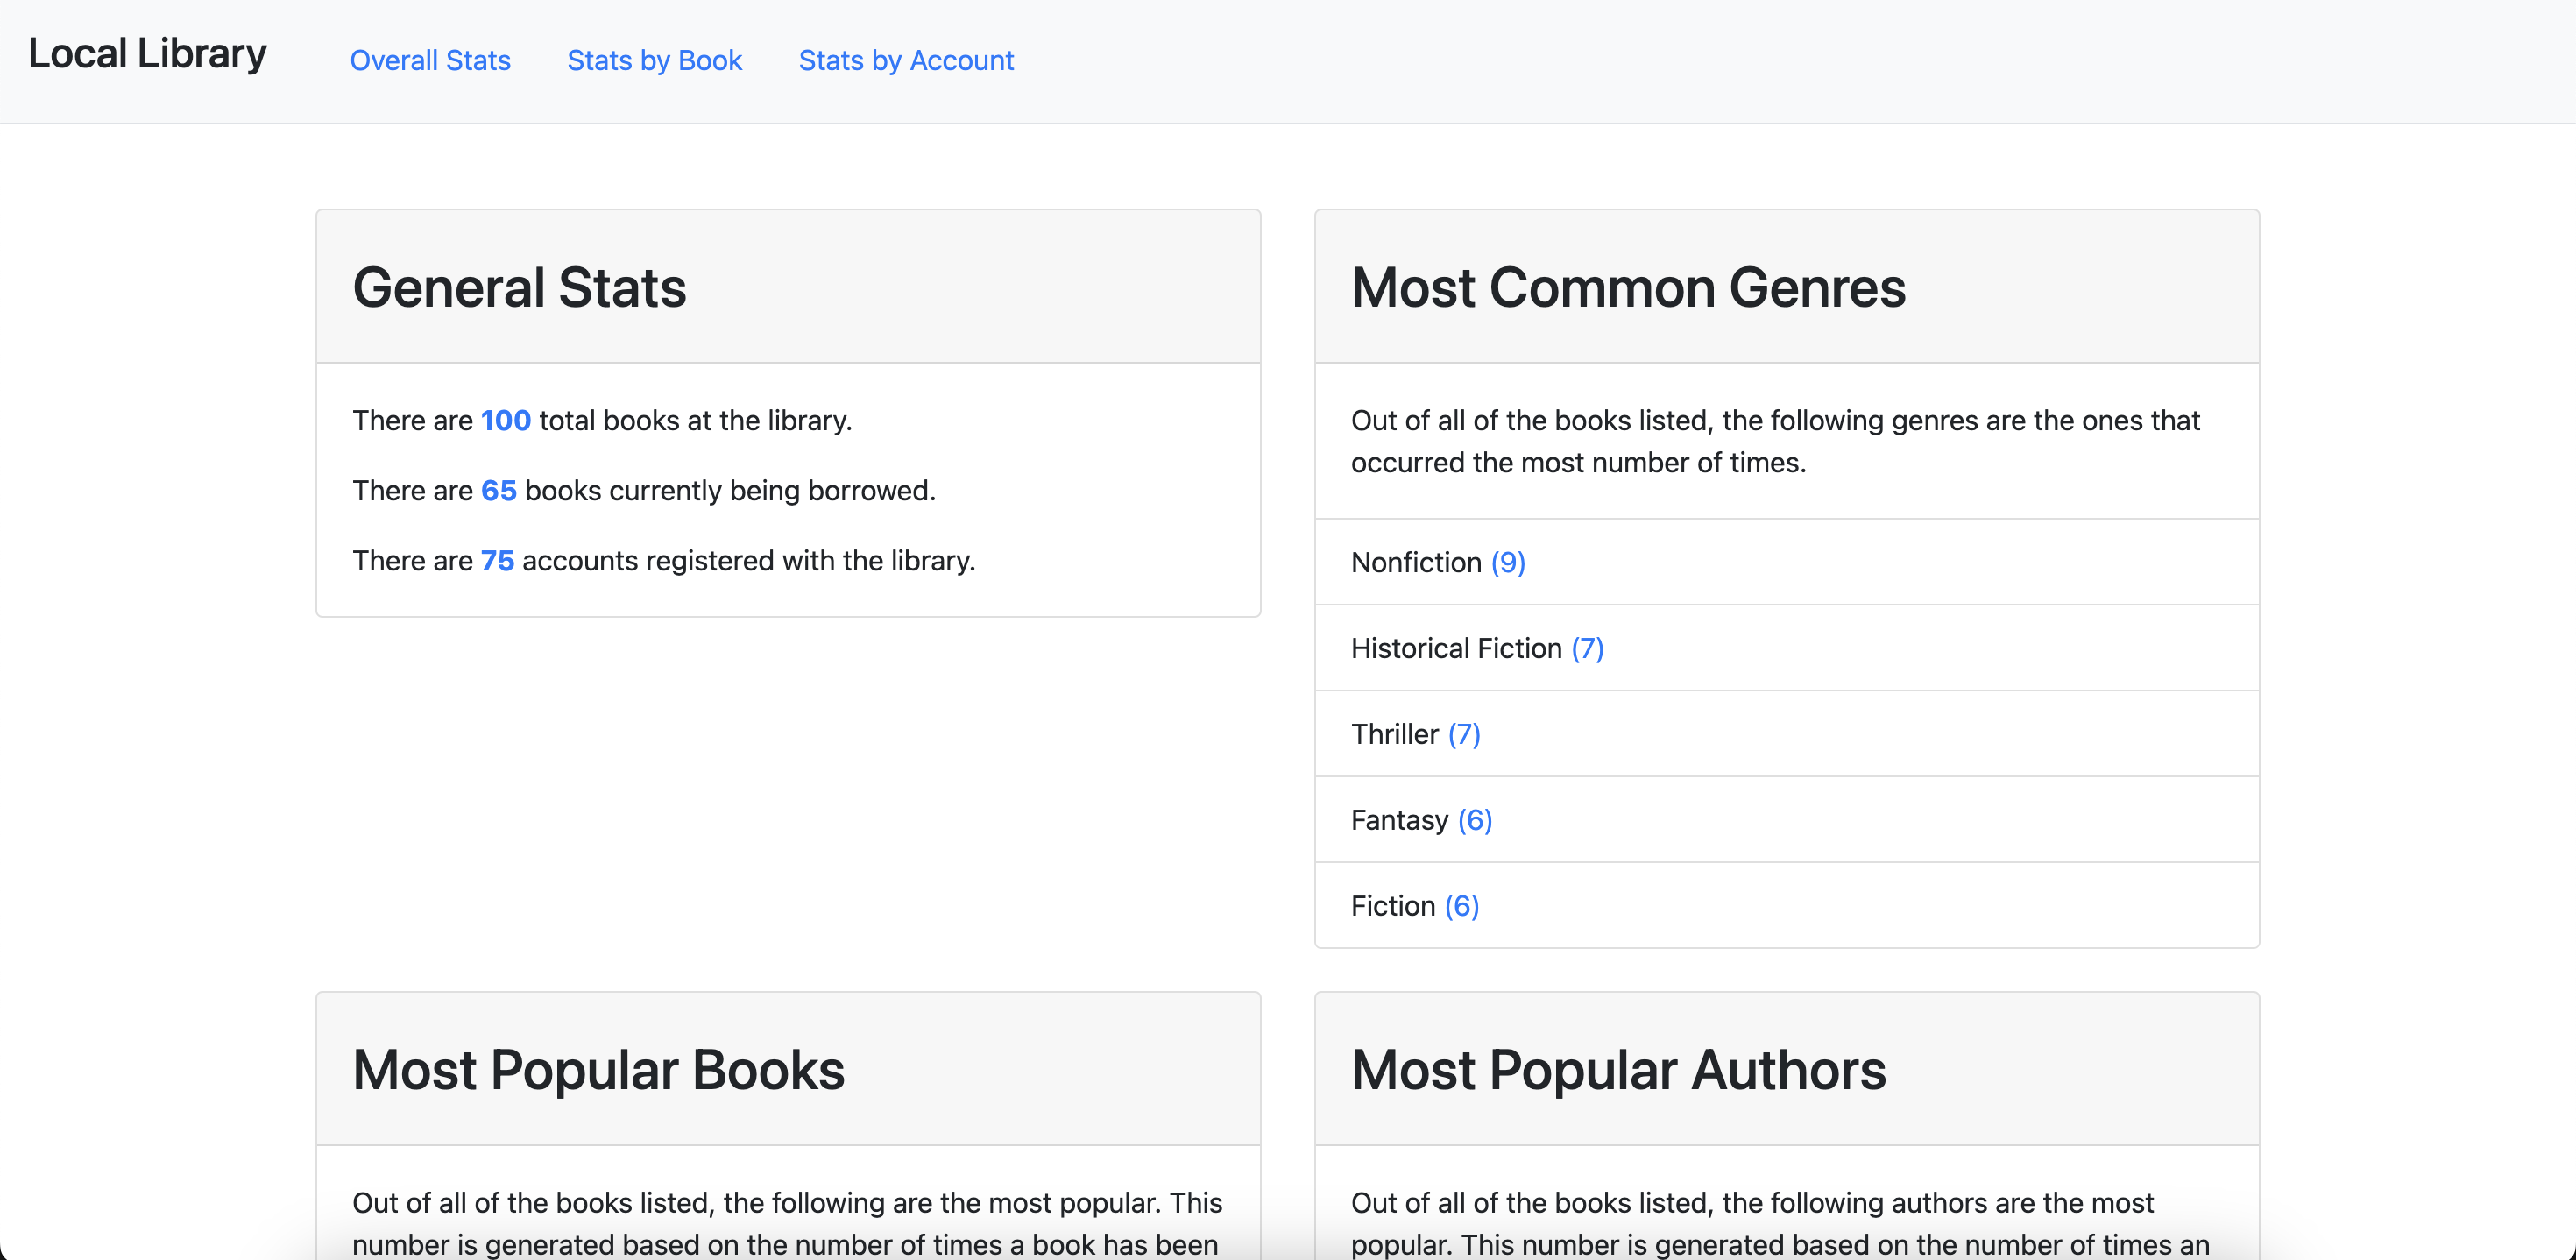 Local Library
Overall Stats
Stats by Book
Stats by Account
General Stats
There are 100 total books at the library.
There are 65 books currently being borrowed.
There are 75 accounts registered with the library.
Most Common Genres
Out of all of the books listed, the following genres are the ones that
occurred the most number of times.
Nonfiction (9)
Historical Fiction (7)
Thriller (7)
Fantasy (6)
Fiction (6)
Most Popular Books
Out of all of the books listed, the following are the most popular. This
number is generated based on the number of times a book has been
Most Popular Authors
Out of all of the books listed, the following authors are the most
popular. This number is generated based on the number of times an